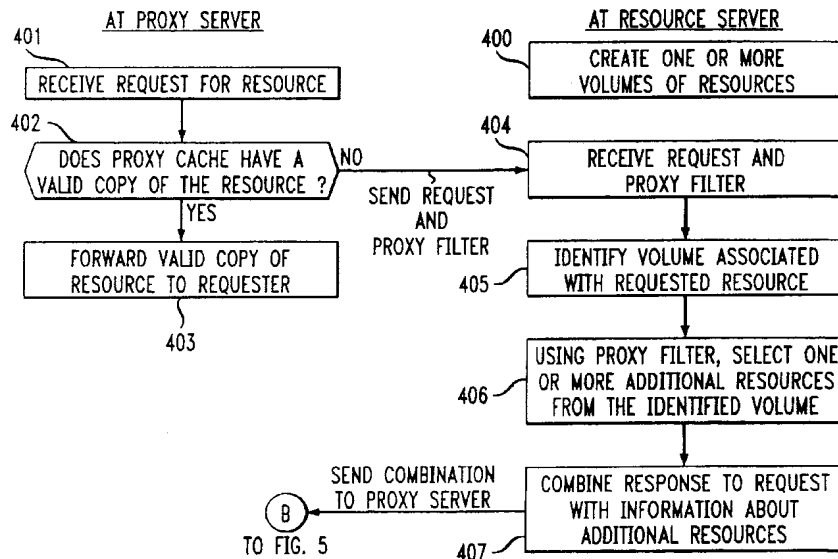 AT PROXY SERVER
401
RECEIVE REQUEST FOR RESOURCE
402
DOES PROXY CACHE HAVE A
VALID COPY OF THE RESOURCE ?
NO
YES
SEND REQUEST
AND
PROXY FILTER
FORWARD VALID COPY OF
RESOURCE TO REQUESTER
403
AT RESOURCE SERVER
400
CREATE ONE OR MORE
VOLUMES OF RESOURCES
404
RECEIVE REQUEST AND
PROXY FILTER
IDENTIFY VOLUME ASSOCIATED
WITH REQUESTED RESOURCE
405
USING PROXY FILTER, SELECT ONE
OR MORE ADDITIONAL RESOURCES
FROM THE IDENTIFIED VOLUME
406
COMBINE RESPONSE TO REQUEST
WITH INFORMATION ABOUT
ADDITIONAL RESOURCES
407
SEND COMBINATION
TO PROXY SERVER
B
TO FIG. 5